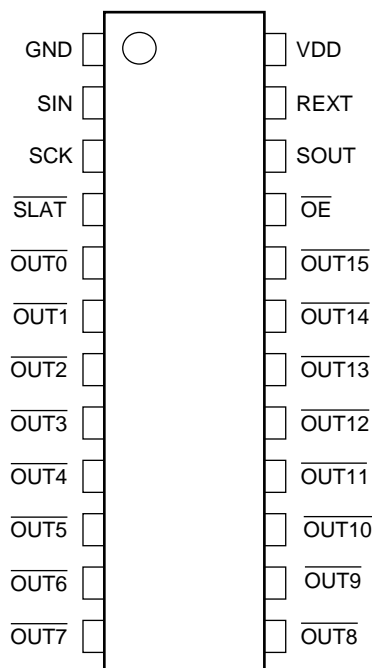 GND VDD
SIN REXT
SCK SOUT
SLAT OE
OUT0 OUT15
OUT1 OUT14
OUT2 OUT13
OUT3 OUT12
OUT4 OUT11
OUT5 OUT10
OUT6 OUT9
OUT7 OUT8